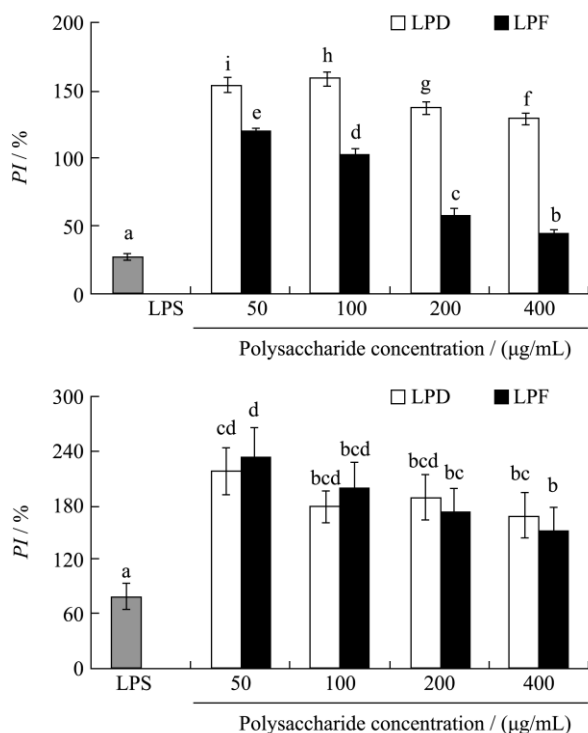 200
LPD LPF
i h
g
150
f
e
d
100
PI / %
c
b
50
a
0
LPS 50 100 200 400
Polysaccharide concentration / (μg/mL)
300
LPD LPF
cd d
240
bcd bcd bcd bc bc b
180
PI / %
120
a
60
0
LPS 50 100 200 400
Polysaccharide concentration / (μg/mL)